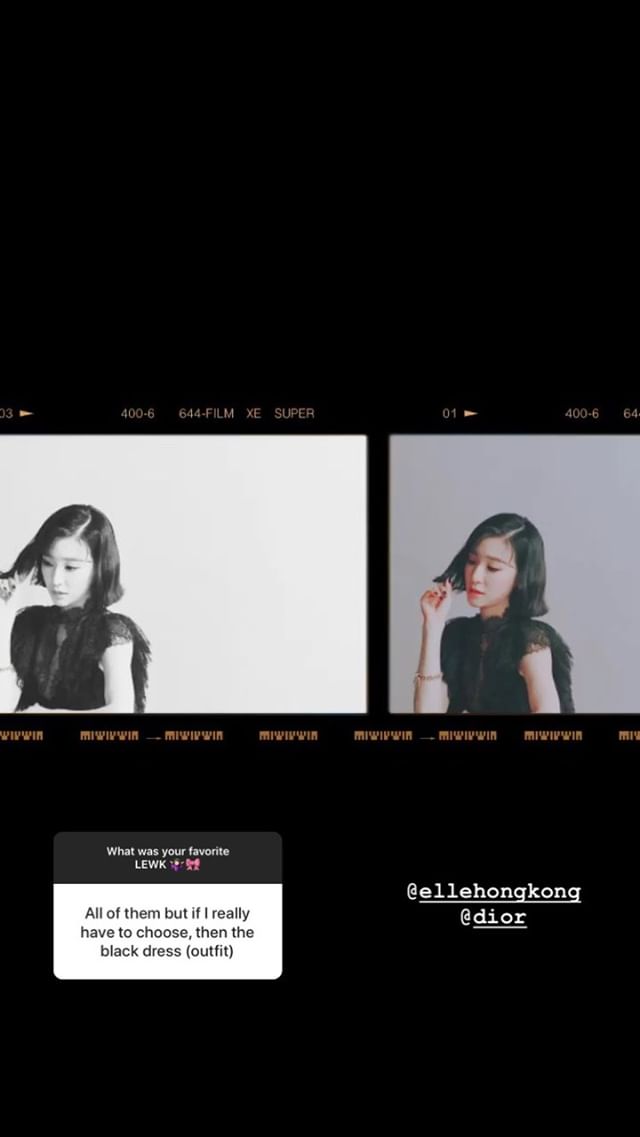 03 400-6 644-FILM XE SUPER 01 400-6
What was your favorite
LEWK
All of them but if I really
have to choose, then the
black dress (outfit)
@ellehongkong
@dior